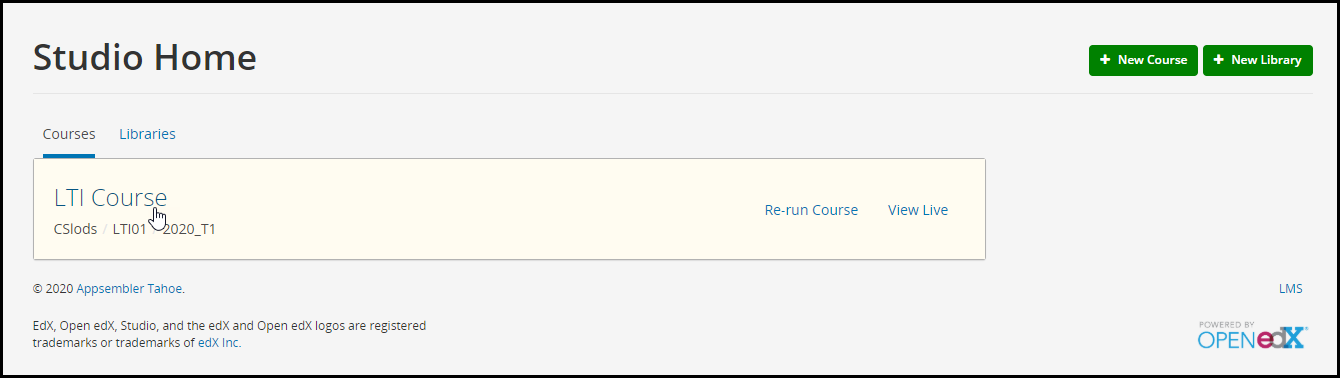 Studio Home
+ New Course + New Library
Courses Libraries
LTI Course
CSlods / LTI01 2020_T1
Re-run Course View Live
© 2020 Appsembler Tahoe.
LMS
EdX, Open edX, Studio, and the edX and Open edX logos are registered
trademarks or trademarks of edX Inc.
POWERED BY
OPEN edX